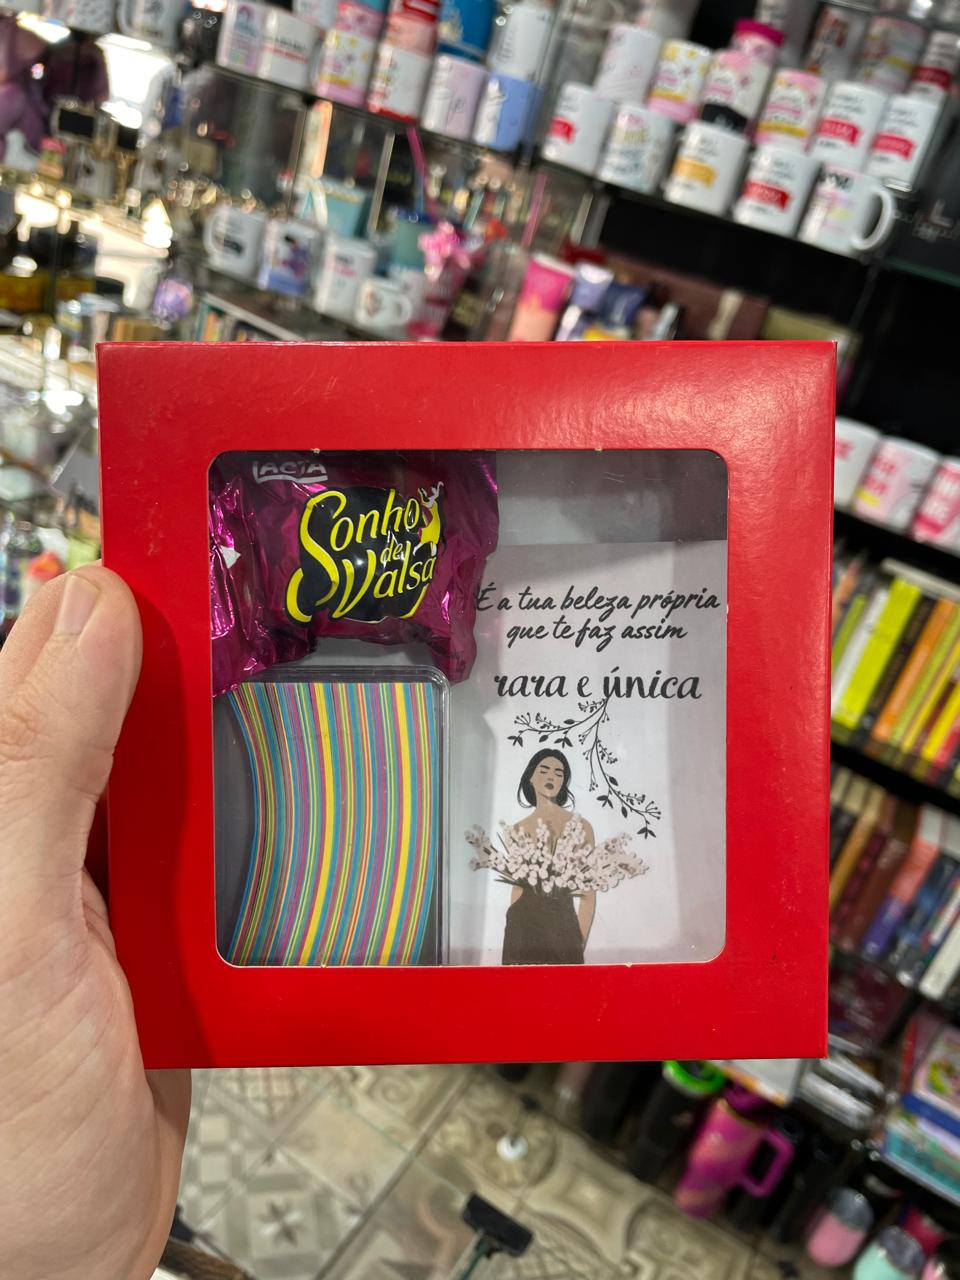 LACTA
Sonho
de
Valsa
É a tua beleza própria
que te faz assim
rara e única